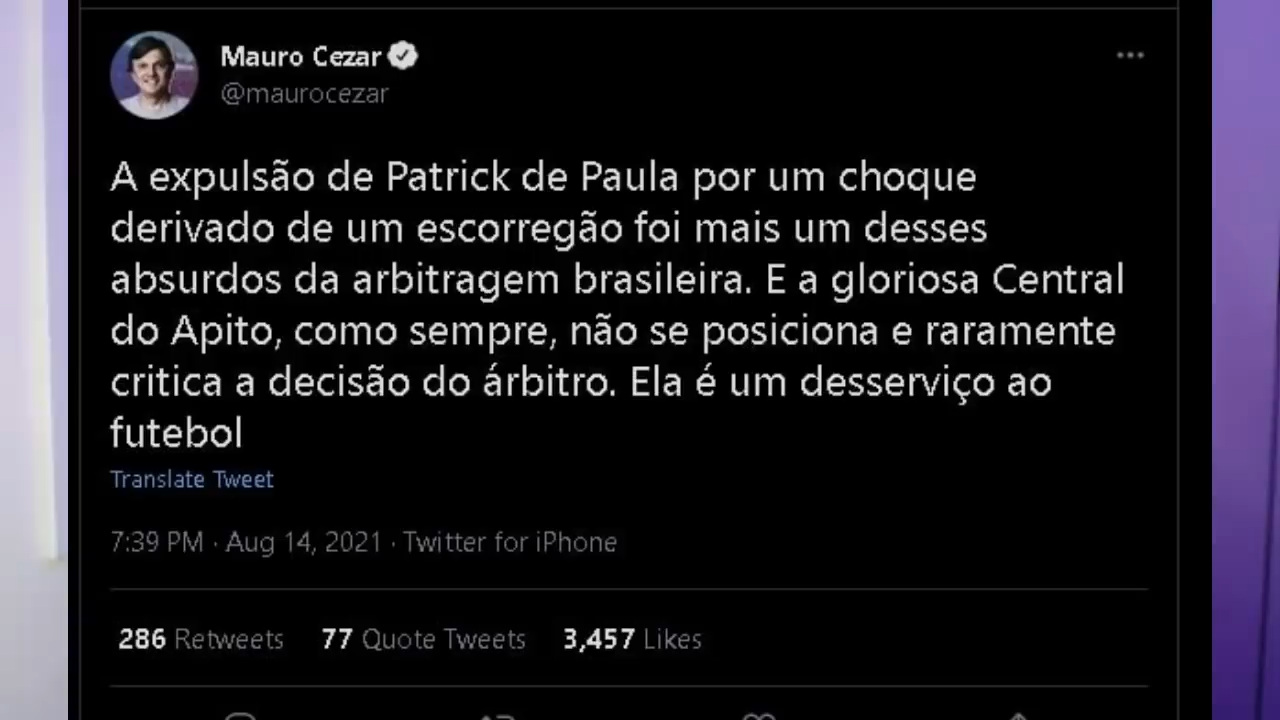 Mauro Cezar
@maurocezar
A expulsão de Patrick de Paula por um choque
derivado de um escorregão foi mais um desses
absurdos da arbitragem brasileira. E a gloriosa Central
do Apito, como sempre, não se posiciona e raramente
critica a decisão do árbitro. Ela é um desserviço ao
futebol
Translate Tweet
7:39 PM · Aug 14, 2021 · Twitter for iPhone
286 Retweets 77 Quote Tweets 3,457 Likes